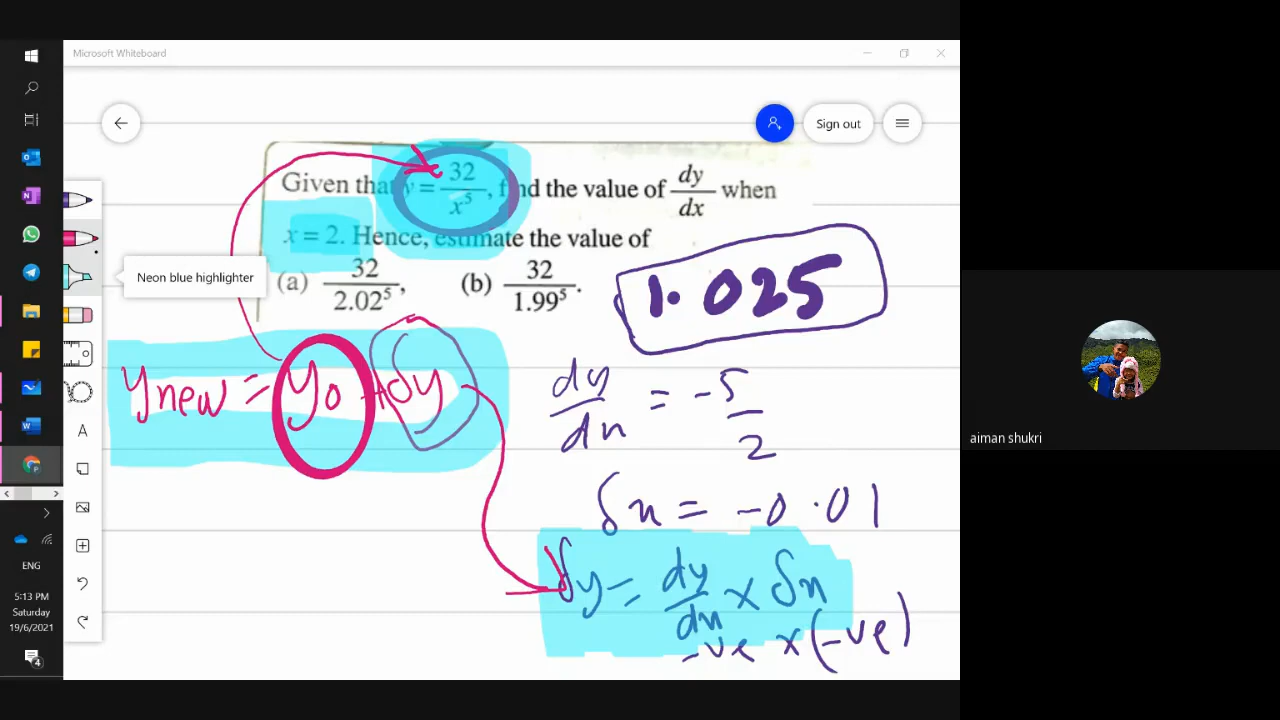 Microsoft Whiteboard
Sign out
Given that y = 32/x⁵, find the value of dy/dx when
x = 2. Hence, estimate the value of
(a) 32/2.02⁵, (b) 32/1.99⁵.
1.025
Neon blue highlighter
ynew = yo + δy
dy/dx = -5/2
δx = -0.01
δy = dy/dx × δx
-ve × (-ve)
aiman shukri
A
ENG
5:13 PM
Saturday
19/6/2021
4